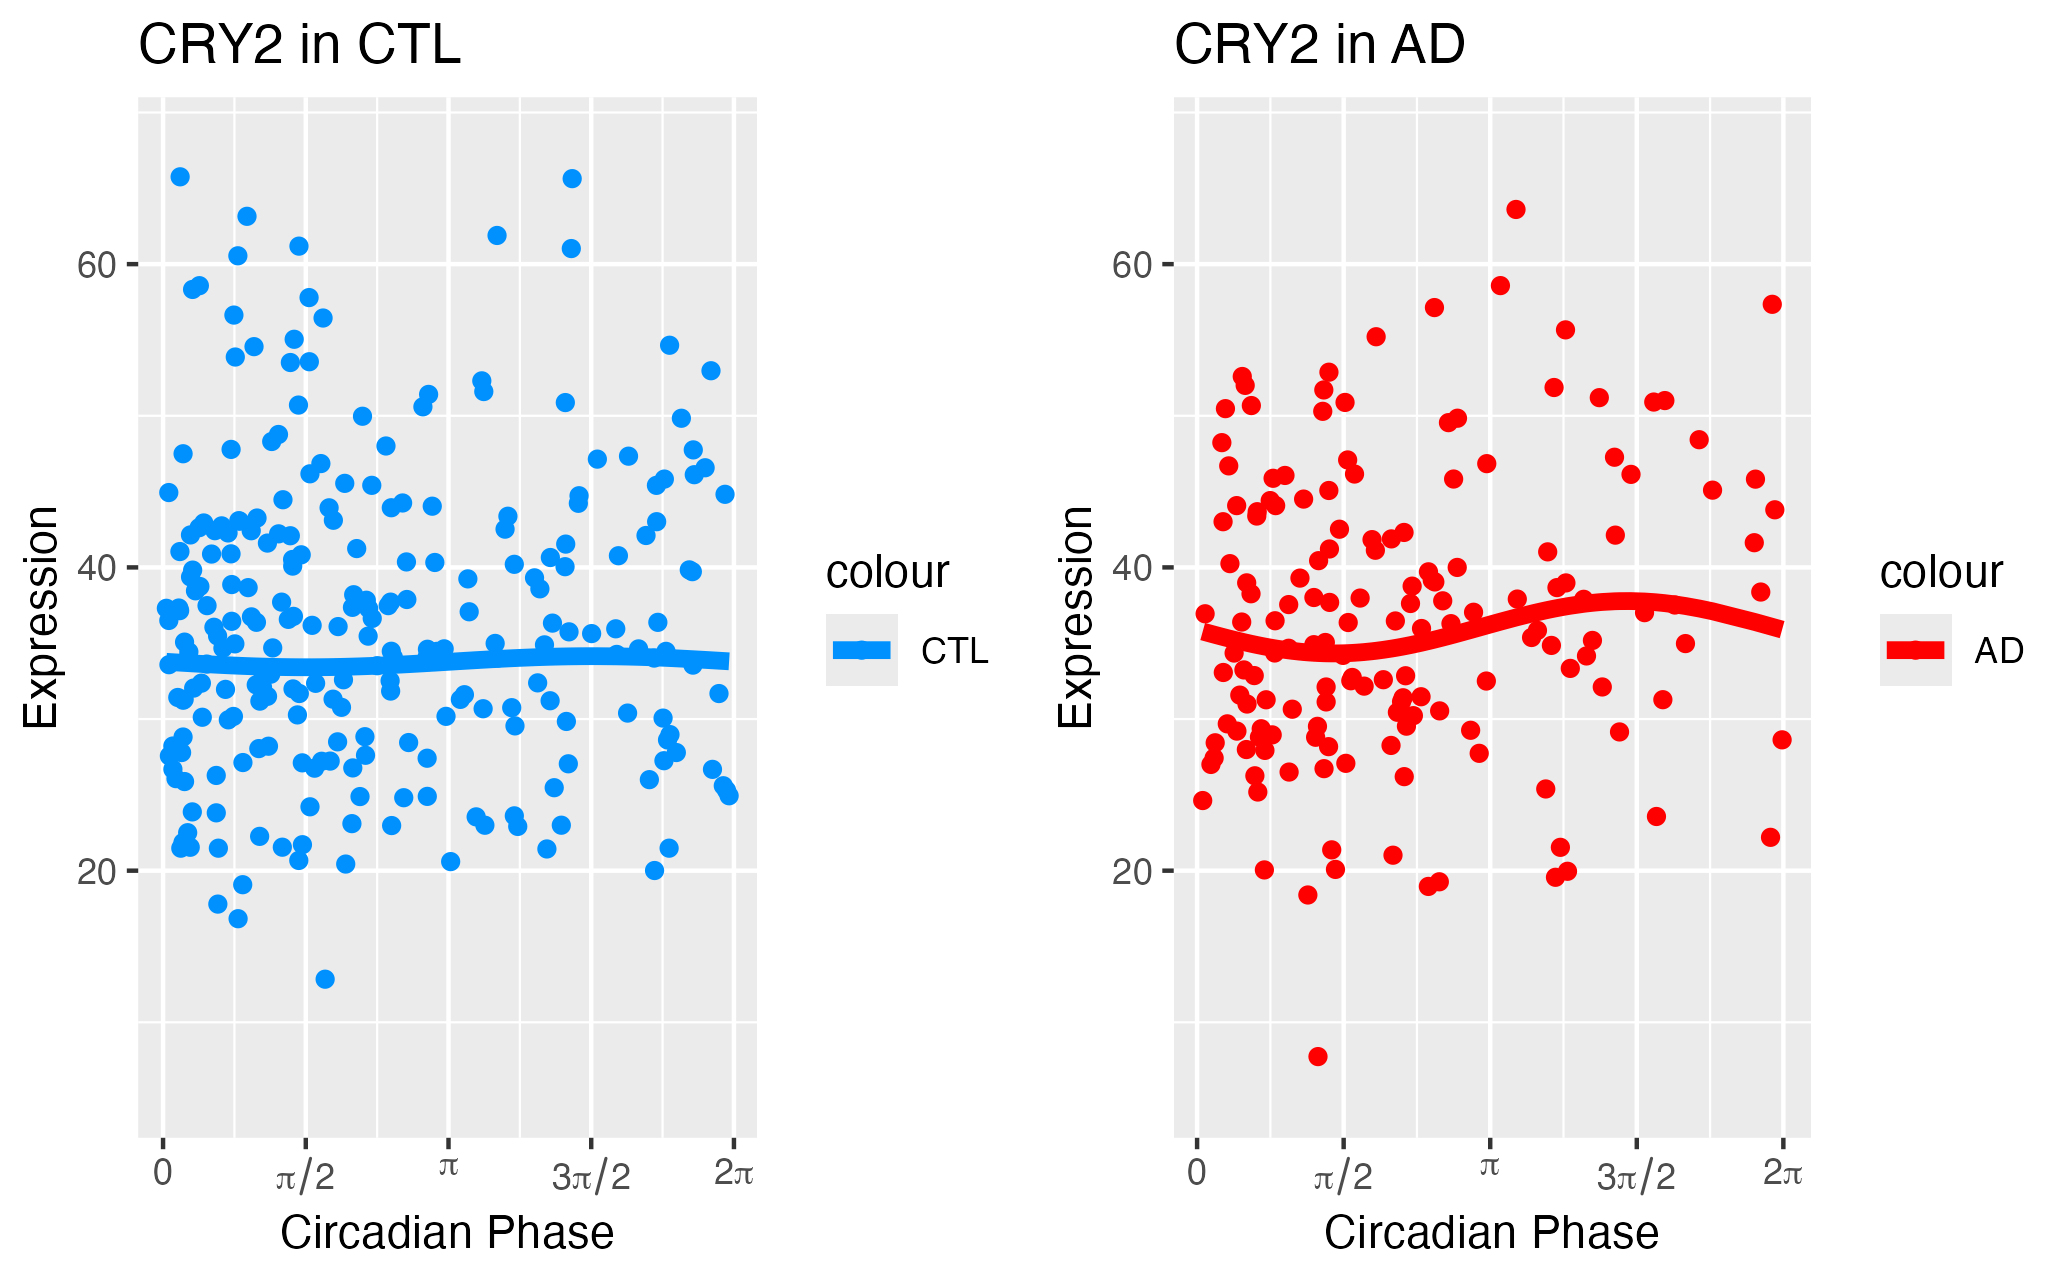 CRY2 in CTL
Expression
60
40
20
0 π/2 π 3π/2 2π
Circadian Phase
colour
CTL
CRY2 in AD
Expression
60
40
20
0 π/2 π 3π/2 2π
Circadian Phase
colour
AD